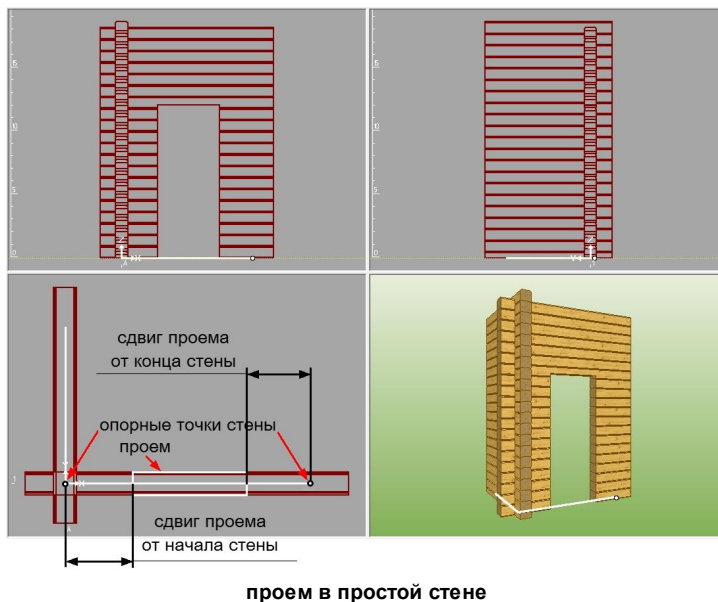 сдвиг проема
от конца стены
опорные точки стены
проем
сдвиг проема
от начала стены
проем в простой стене